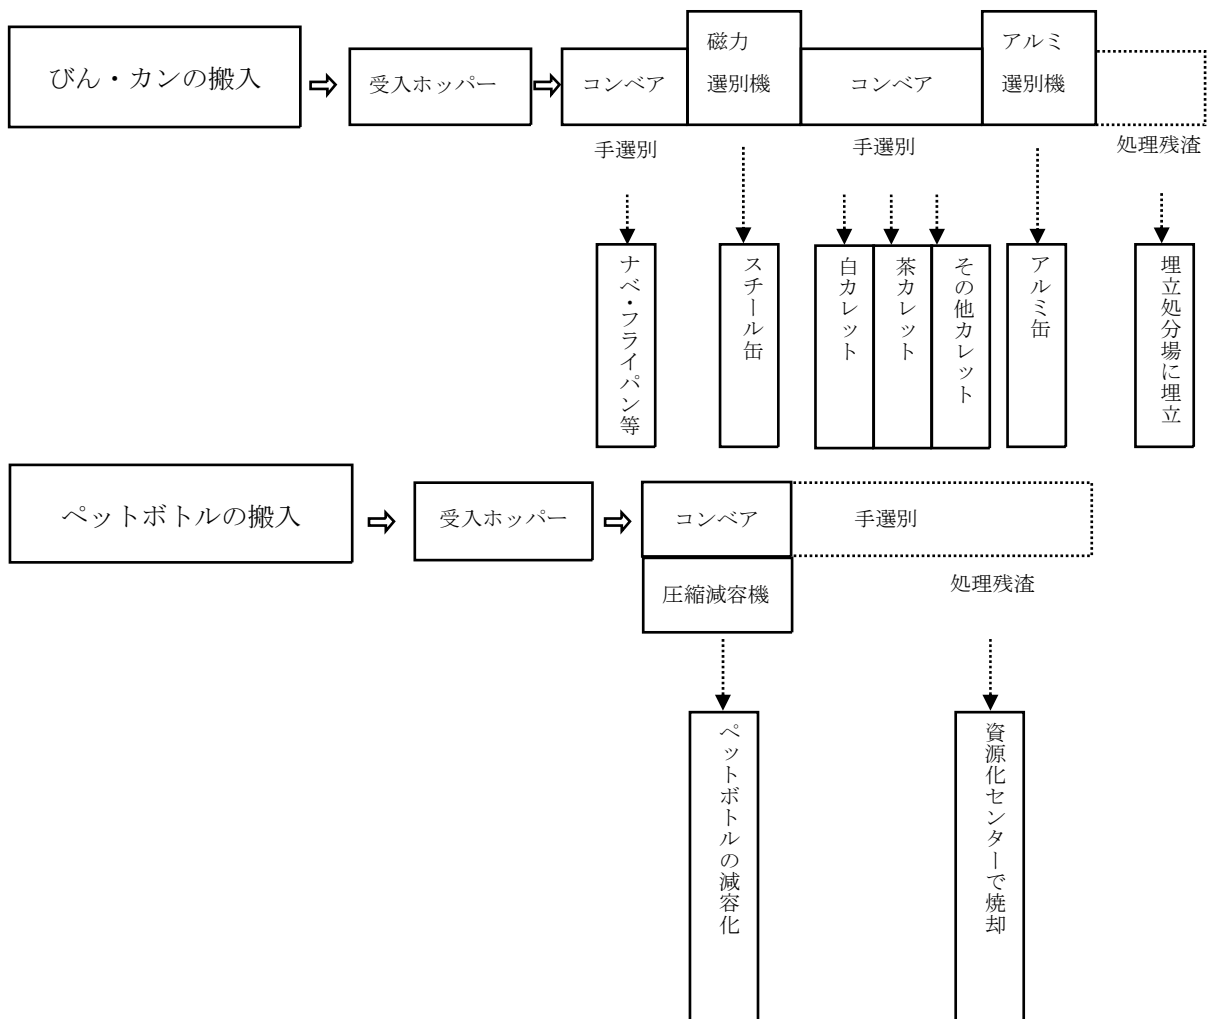 びん・カンの搬入
受入ホッパー
コンベア
磁力
選別機
コンベア
アルミ
選別機
手選別
手選別
処理残渣
ナベ・フライパン等
スチール缶
白カレット
茶カレット
その他カレット
アルミ缶
埋立処分場に埋立
ペットボトルの搬入
受入ホッパー
コンベア
手選別
圧縮減容機
処理残渣
ペットボトルの減容化
資源化センターで焼却